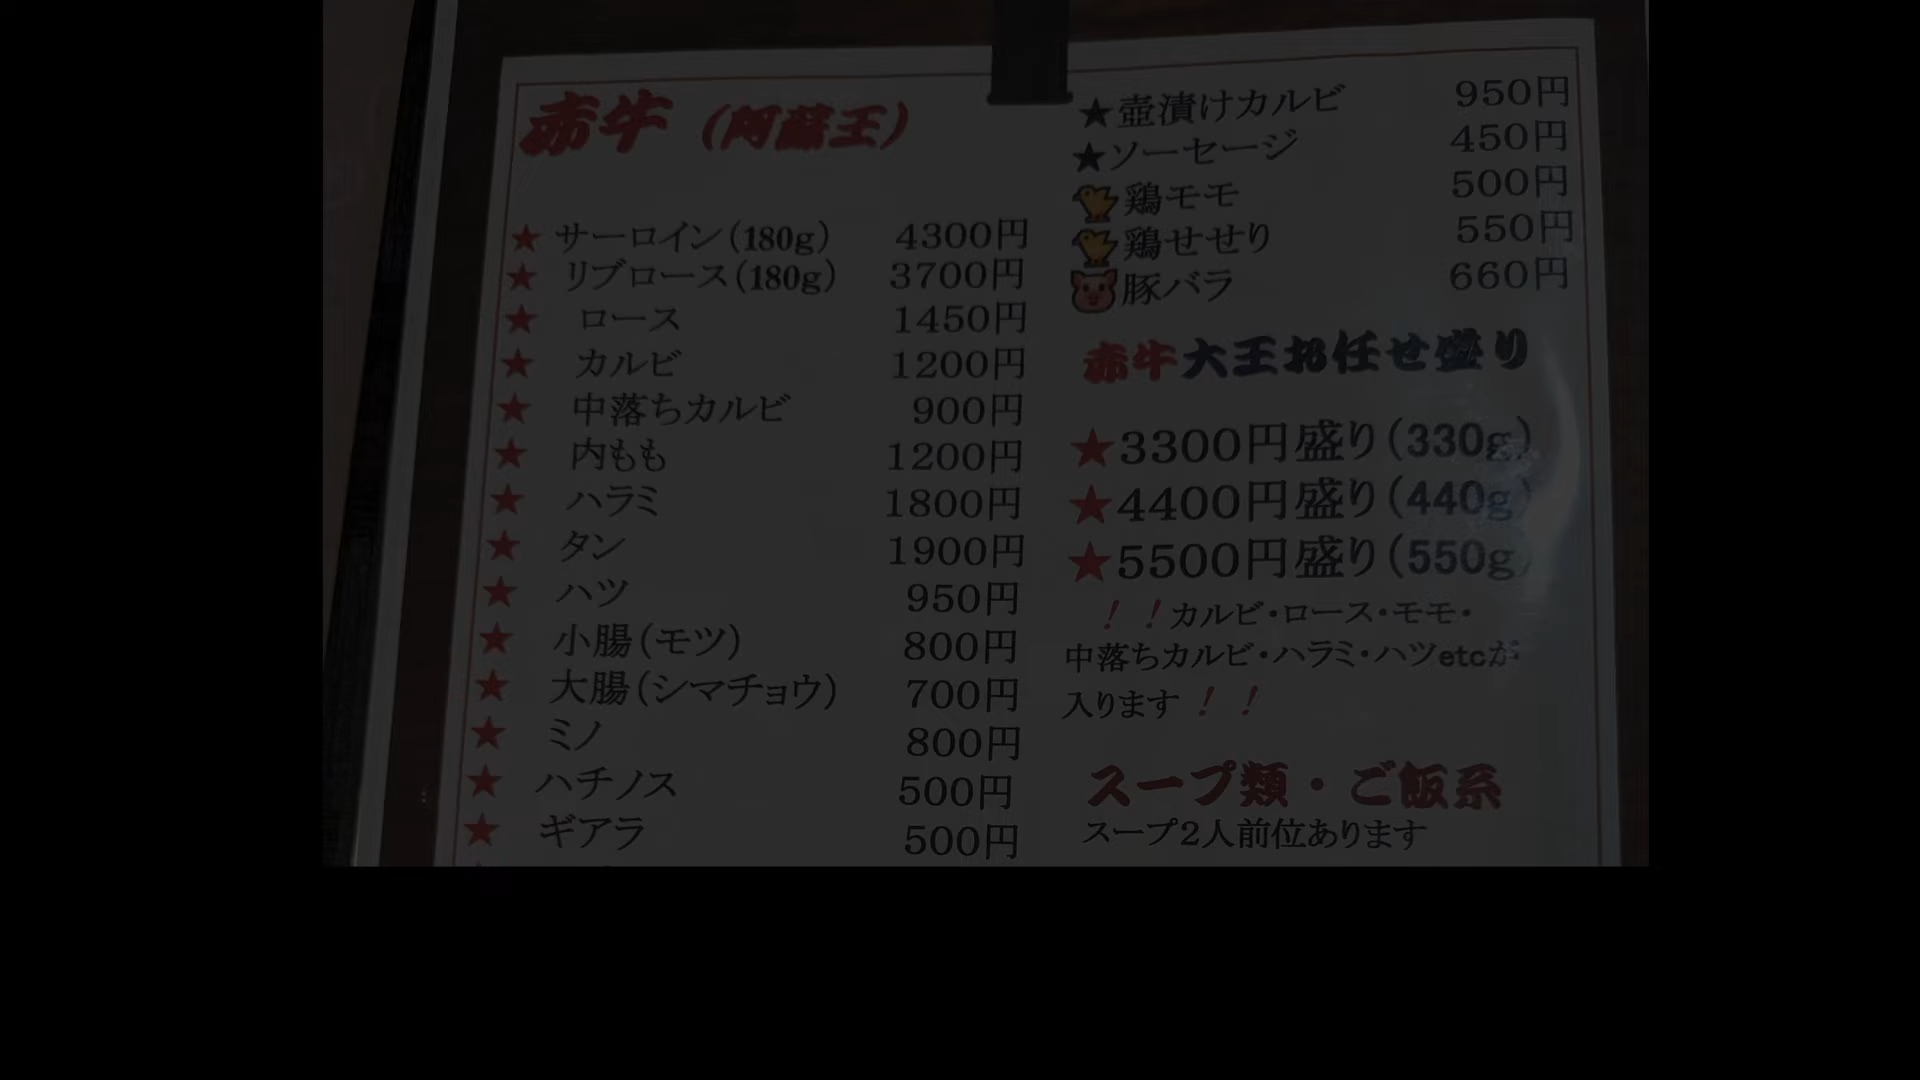 赤牛（阿蘇王）
★ サーロイン（180g） 4300円
★ リブロース（180g） 3700円
★ ロース 1450円
★ カルビ 1200円
★ 中落ちカルビ 900円
★ 内もも 1200円
★ ハラミ 1800円
★ タン 1900円
★ ハツ 950円
★ 小腸（モツ） 800円
★ 大腸（シマチョウ） 700円
★ ミノ 800円
★ ハチノス 500円
★ ギアラ 500円
★壺漬けカルビ 950円
★ソーセージ 450円
鶏モモ 500円
鶏せせり 550円
豚バラ 660円
赤牛大王お任せ盛り
★3300円盛り（330g）
★4400円盛り（440g）
★5500円盛り（550g）
！！カルビ・ロース・モモ・
中落ちカルビ・ハラミ・ハツetcが
入ります！！
スープ類・ご飯系
スープ2人前位あります